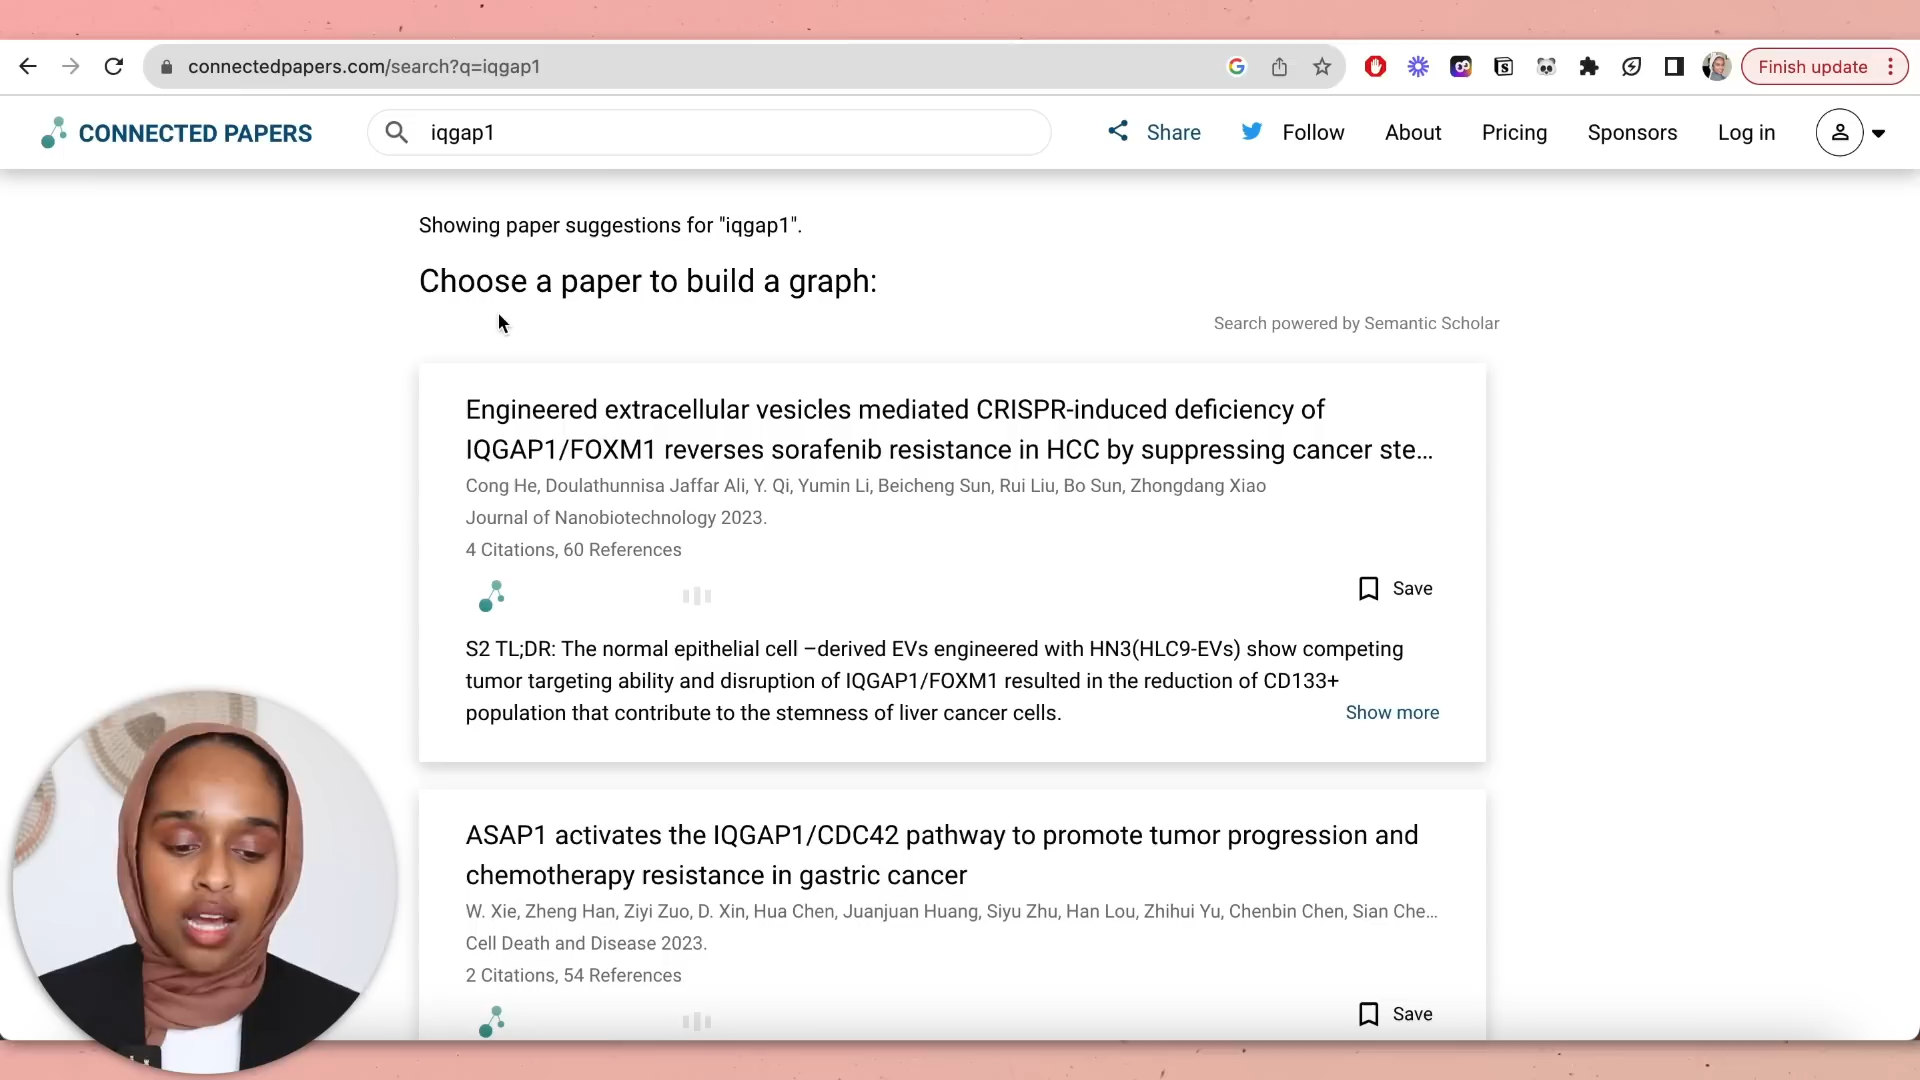 connectedpapers.com/search?q=iqgap1
Finish update
CONNECTED PAPERS
iqgap1
Share
Follow
About
Pricing
Sponsors
Log in
Showing paper suggestions for "iqgap1".
Choose a paper to build a graph:
Search powered by Semantic Scholar
Engineered extracellular vesicles mediated CRISPR-induced deficiency of
IQGAP1/FOXM1 reverses sorafenib resistance in HCC by suppressing cancer ste...
Cong He, Doulathunnisa Jaffar Ali, Y. Qi, Yumin Li, Beicheng Sun, Rui Liu, Bo Sun, Zhongdang Xiao
Journal of Nanobiotechnology 2023.
4 Citations, 60 References
Save
S2 TL;DR: The normal epithelial cell –derived EVs engineered with HN3(HLC9-EVs) show competing
tumor targeting ability and disruption of IQGAP1/FOXM1 resulted in the reduction of CD133+
population that contribute to the stemness of liver cancer cells.
Show more
ASAP1 activates the IQGAP1/CDC42 pathway to promote tumor progression and
chemotherapy resistance in gastric cancer
W. Xie, Zheng Han, Ziyi Zuo, D. Xin, Hua Chen, Juanjuan Huang, Siyu Zhu, Han Lou, Zhihui Yu, Chenbin Chen, Sian Che...
Cell Death and Disease 2023.
2 Citations, 54 References
Save